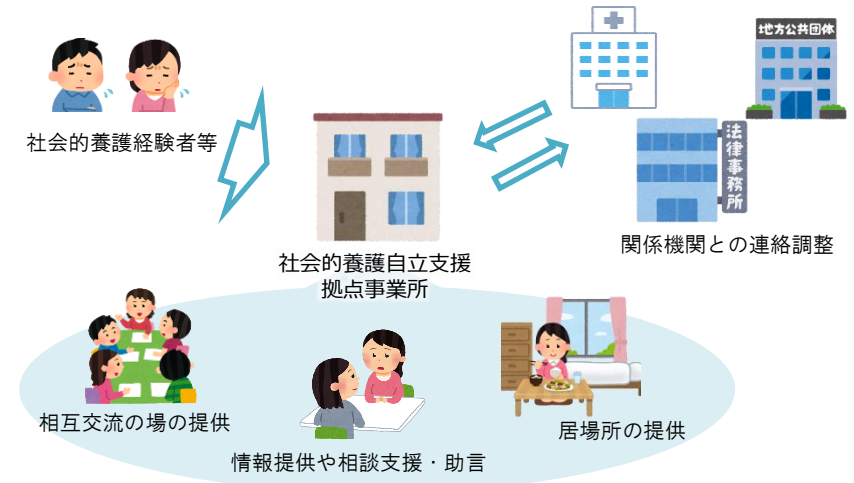 社会的養護経験者等
地方公共団体
法律事務所
関係機関との連絡調整
社会的養護自立支援
拠点事業所
相互交流の場の提供
情報提供や相談支援・助言
居場所の提供